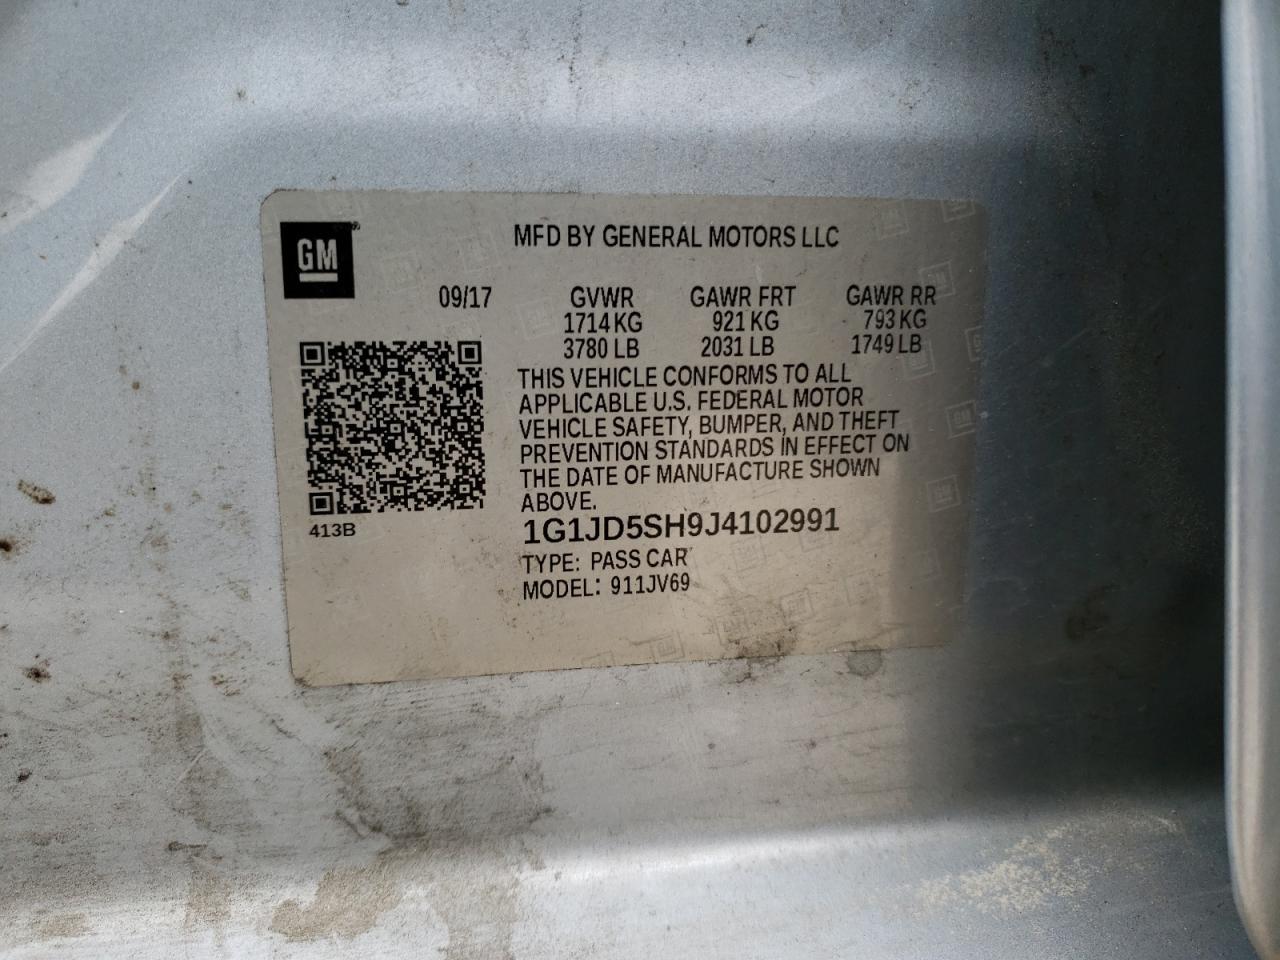 GM
MFD BY GENERAL MOTORS LLC
09/17 GVWR GAWR FRT GAWR RR
1714 KG 921 KG 793 KG
3780 LB 2031 LB 1749 LB
THIS VEHICLE CONFORMS TO ALL
APPLICABLE U.S. FEDERAL MOTOR
VEHICLE SAFETY, BUMPER, AND THEFT
PREVENTION STANDARDS IN EFFECT ON
THE DATE OF MANUFACTURE SHOWN
ABOVE.
413B
1G1JD5SH9J4102991
TYPE: PASS CAR
MODEL: 911JV69